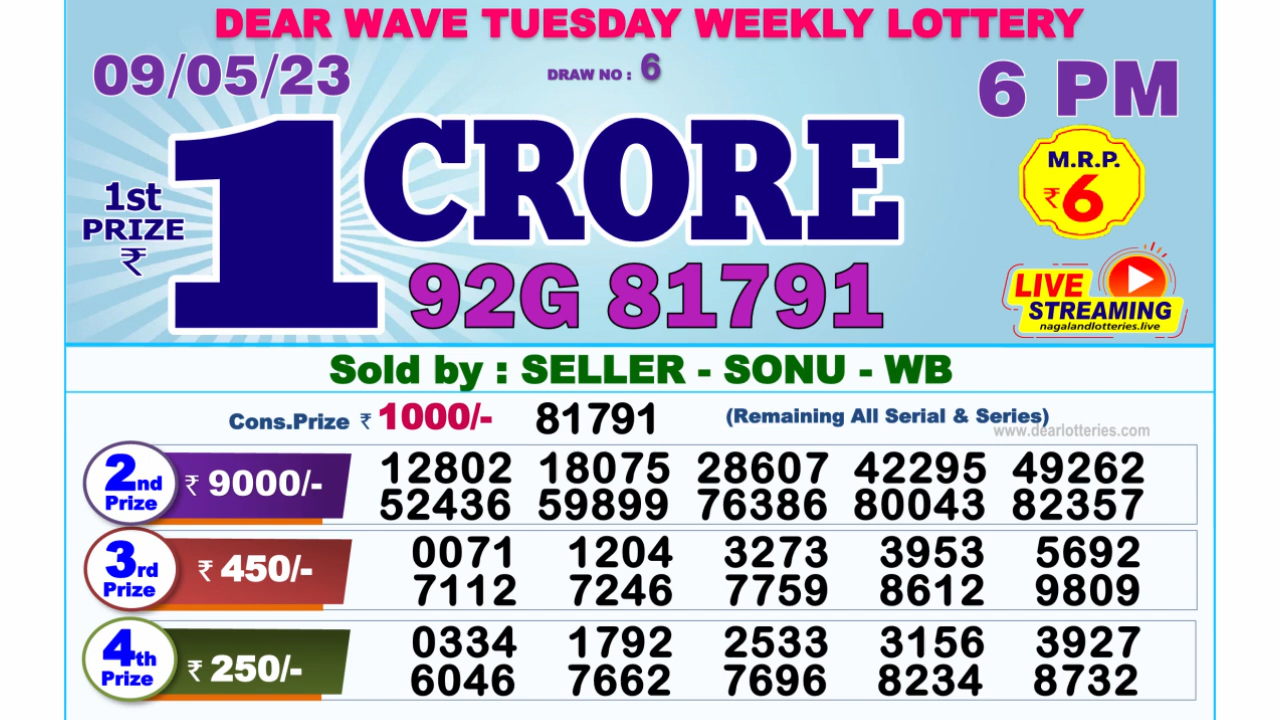 DEAR WAVE TUESDAY WEEKLY LOTTERY
09/05/23
DRAW NO : 6
6 PM
1st
PRIZE
₹
1 CRORE
92G 81791
M.R.P.
₹6
LIVE
STREAMING
nagalandlotteries.live
Sold by : SELLER - SONU - WB
Cons.Prize ₹ 1000/- 81791 (Remaining All Serial & Series)
www.dearlotteries.com
2nd
Prize
₹ 9000/-
12802 18075 28607 42295 49262
52436 59899 76386 80043 82357
3rd
Prize
₹ 450/-
0071 1204 3273 3953 5692
7112 7246 7759 8612 9809
4th
Prize
₹ 250/-
0334 1792 2533 3156 3927
6046 7662 7696 8234 8732